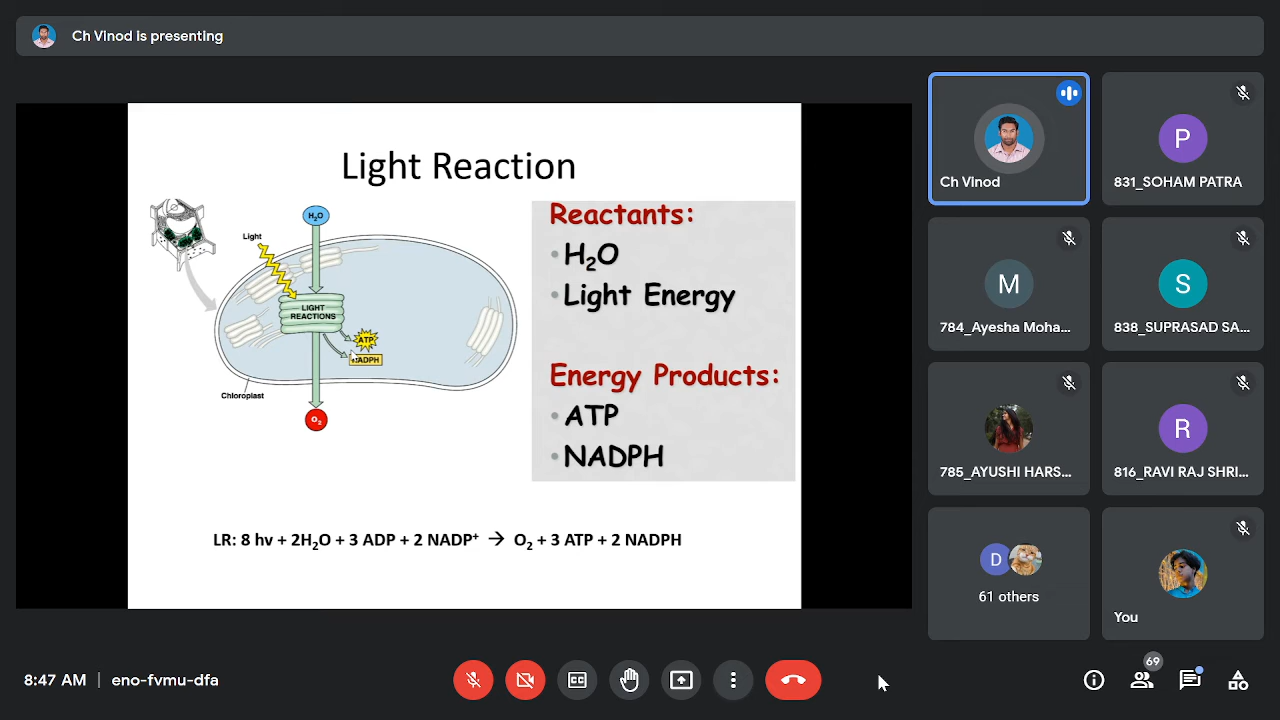 Ch Vinod is presenting
Light Reaction
H₂O
Light
LIGHT
REACTIONS
ATP
NADPH
Chloroplast
O₂
Reactants:
•H₂O
•Light Energy
Energy Products:
•ATP
•NADPH
LR: 8 hv + 2H₂O + 3 ADP + 2 NADP⁺ → O₂ + 3 ATP + 2 NADPH
Ch Vinod
P
831_SOHAM PATRA
M
784_Ayesha Moha...
S
838_SUPRASAD SA...
785_AYUSHI HARS...
R
816_RAVI RAJ SHRI...
D
61 others
You
8:47 AM | eno-fvmu-dfa
CC
69